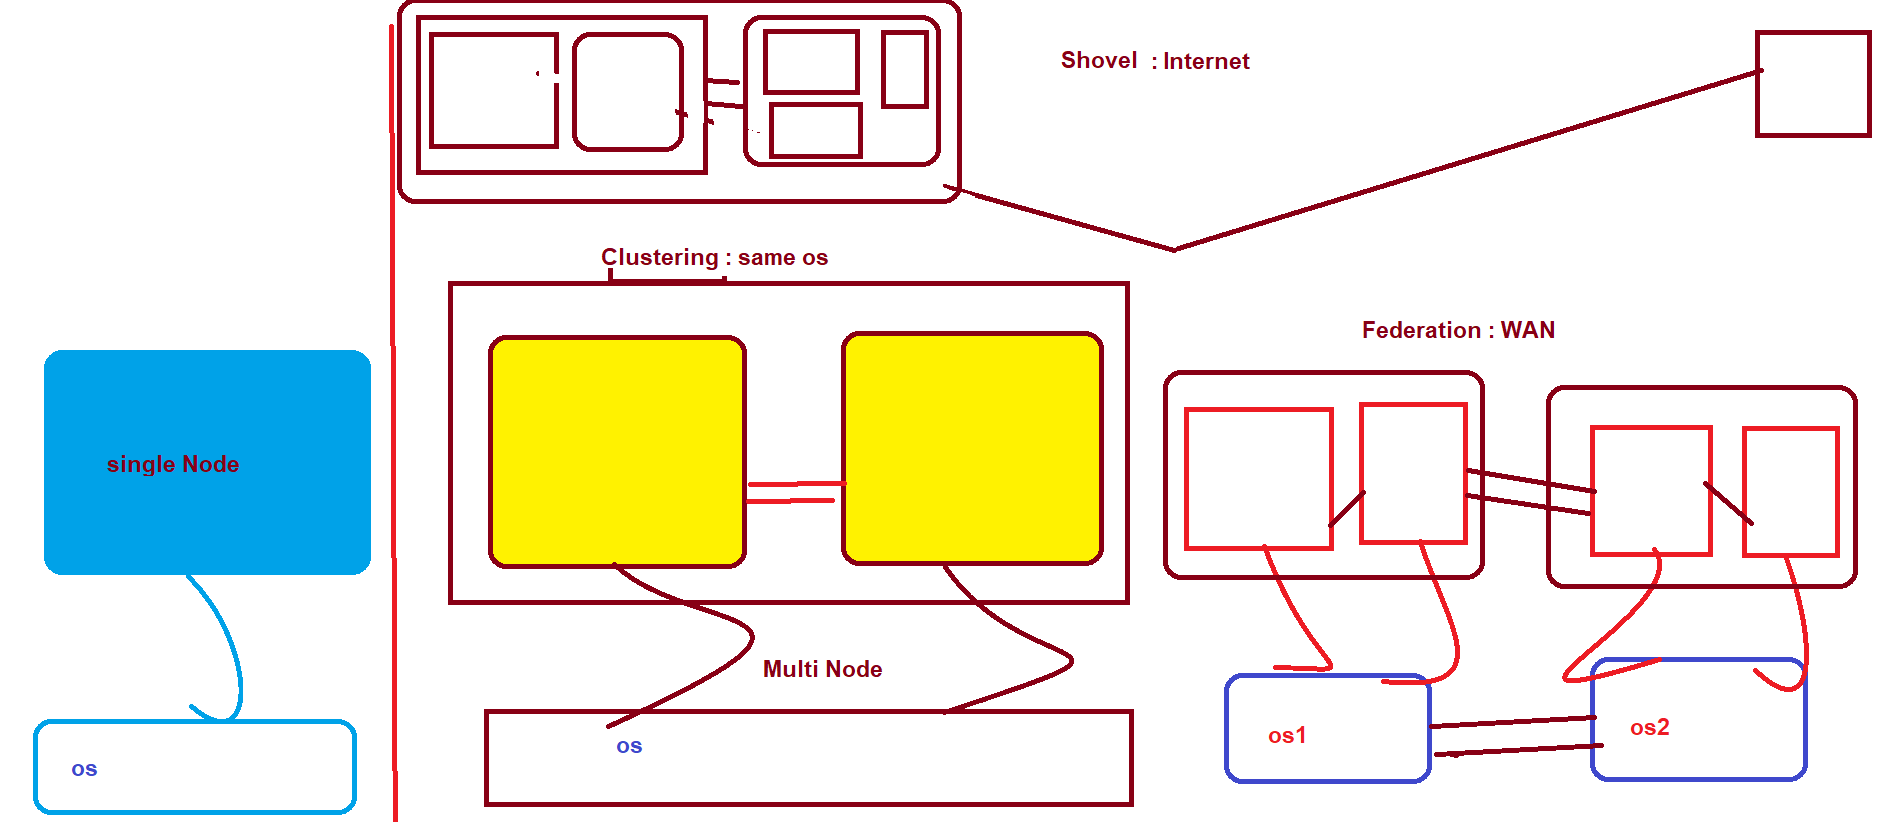 Shovel : Internet
Clustering : same os
Federation : WAN
single Node
Multi Node
os
os
os1
os2